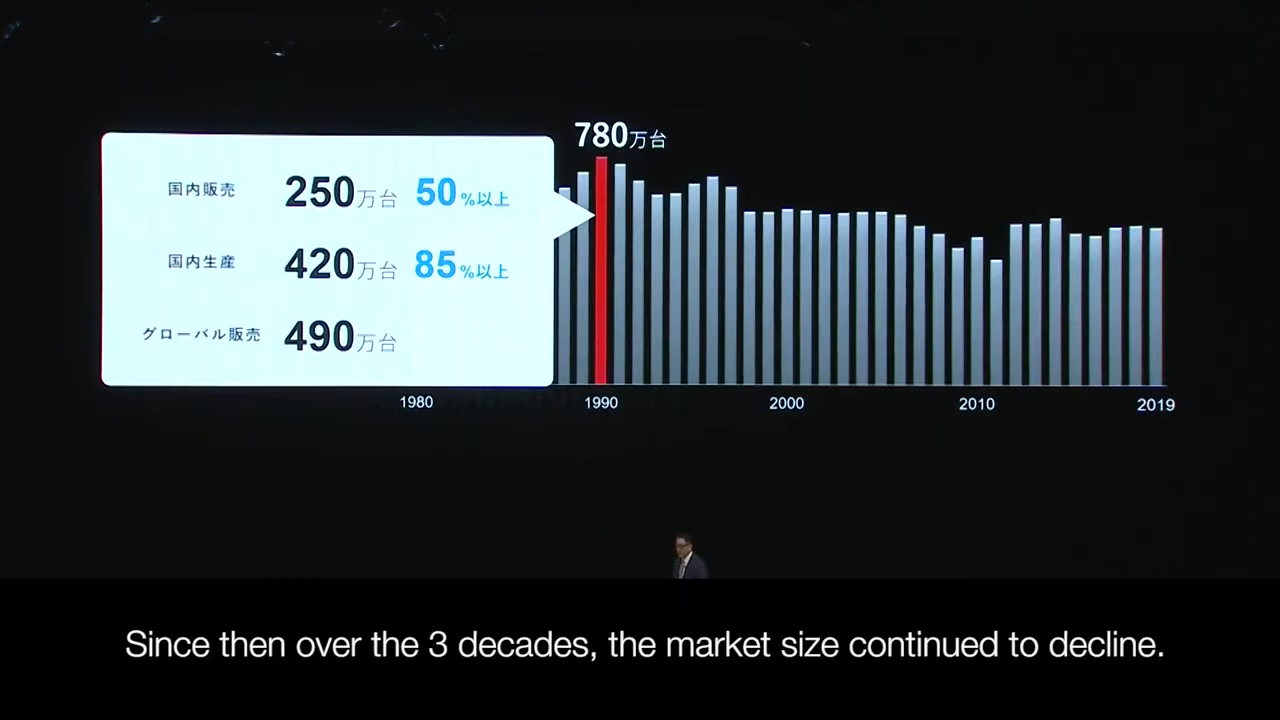 780万台
国内販売 250万台 50%以上
国内生産 420万台 85%以上
グローバル販売 490万台
1980 1990 2000 2010 2019
Since then over the 3 decades, the market size continued to decline.